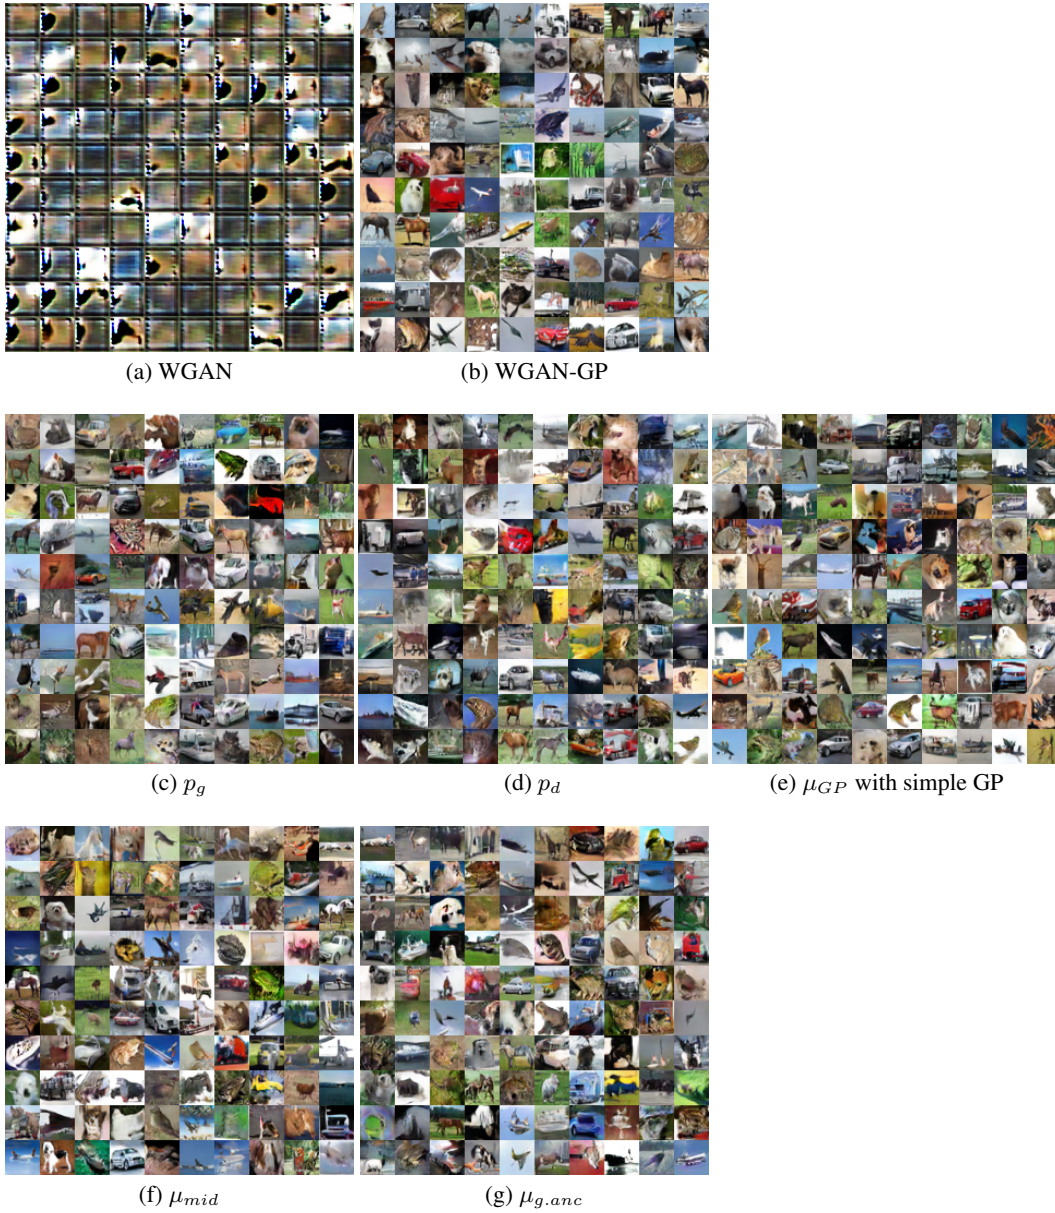 (a) WGAN
(b) WGAN-GP
(c) p_g
(d) p_d
(e) μ_GP with simple GP
(f) μ_mid
(g) μ_g.anc